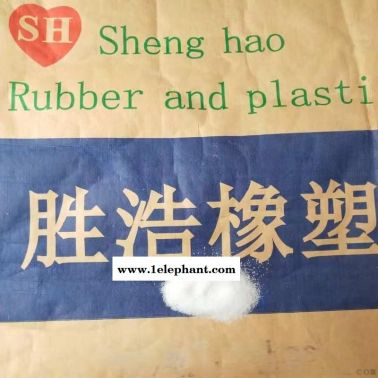 SH Sheng hao
Rubber and plasti
胜浩橡塑
www.1elephant.com